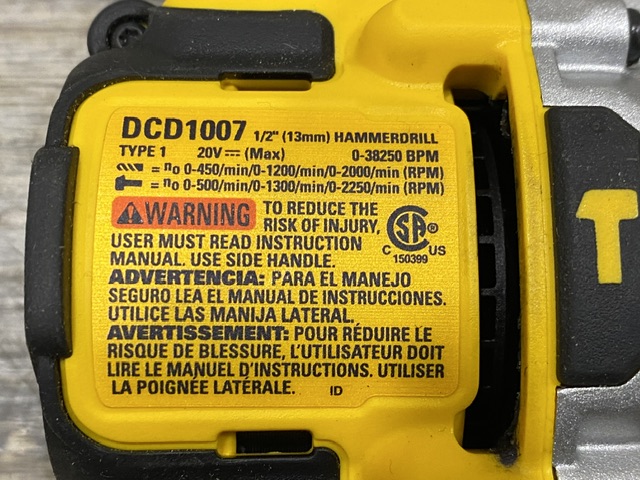 DCD1007 1/2" (13mm) HAMMERDRILL
TYPE 1 20V⎓ (Max) 0-38250 BPM
= no 0-450/min/0-1200/min/0-2000/min (RPM)
= no 0-500/min/0-1300/min/0-2250/min (RPM)
WARNING TO REDUCE THE
RISK OF INJURY,
USER MUST READ INSTRUCTION
MANUAL. USE SIDE HANDLE.
C SA ® US
150399
ADVERTENCIA: PARA EL MANEJO
SEGURO LEA EL MANUAL DE INSTRUCCIONES.
UTILICE LAS MANIJA LATERAL.
AVERTISSEMENT: POUR RÉDUIRE LE
RISQUE DE BLESSURE, L'UTILISATEUR DOIT
LIRE LE MANUEL D'INSTRUCTIONS. UTILISER
LA POIGNÉE LATÉRALE. ID